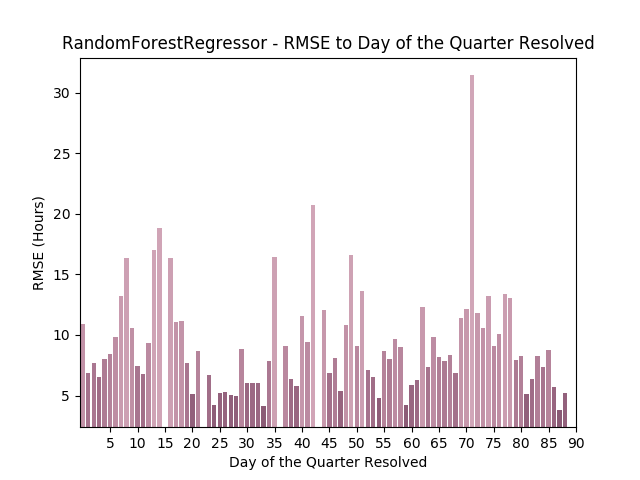 RandomForestRegressor - RMSE to Day of the Quarter Resolved
30
25
20
15
10
5
RMSE (Hours)
5 10 15 20 25 30 35 40 45 50 55 60 65 70 75 80 85 90
Day of the Quarter Resolved